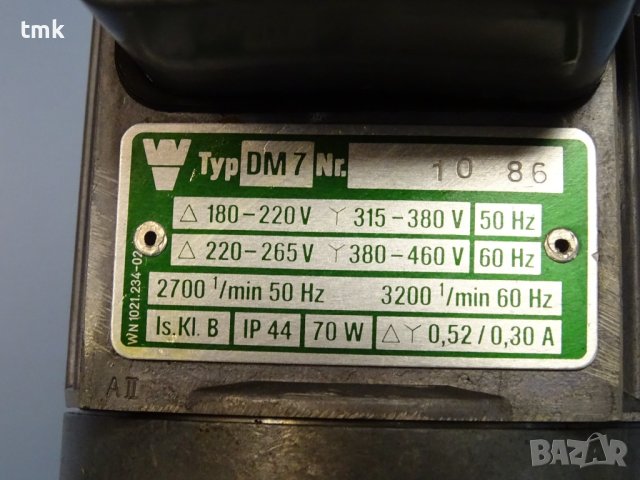 tmk
W Typ DM 7 Nr. 10 86
△ 180-220 V Y 315-380 V 50 Hz
△ 220-265 V Y 380-460 V 60 Hz
2700 1/min 50 Hz 3200 1/min 60 Hz
Is.Kl. B IP 44 70 W △ Y 0,52 / 0,30 A
WN 1021.234-02
A II
BAZAR